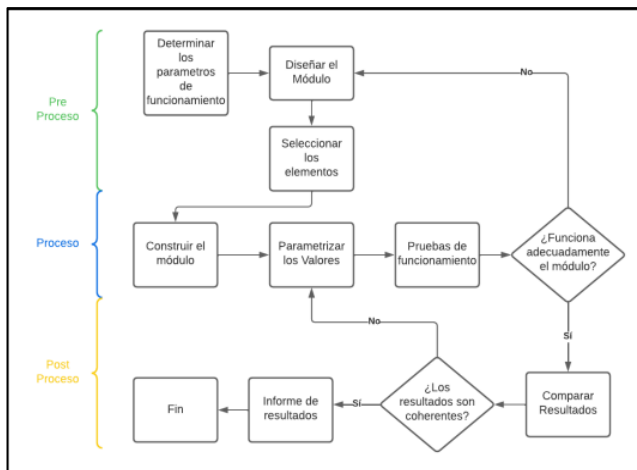 Determinar
los
parametros
de
funcionamiento
Diseñar el
Módulo
No
Pre
Proceso
Seleccionar
los
elementos
Proceso
Construir el
módulo
Parametrizar
los Valores
Pruebas de
funcionamiento
¿Funciona
adecuadamente
el módulo?
No
Sí
Post
Proceso
Fin
Informe de
resultados
Sí
¿Los
resultados son
coherentes?
Comparar
Resultados